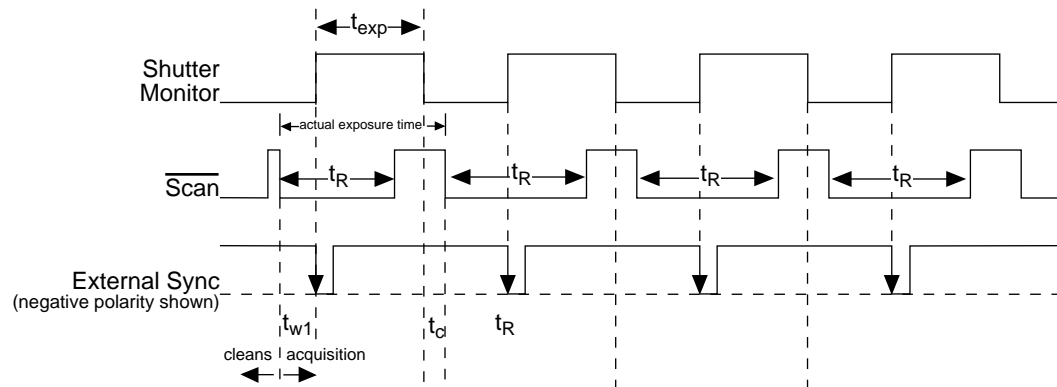 t_exp
Shutter
Monitor
actual exposure time
Scan
t_R
t_R
t_R
t_R
External Sync
(negative polarity shown)
t_w1
t_c
t_R
cleans
acquisition